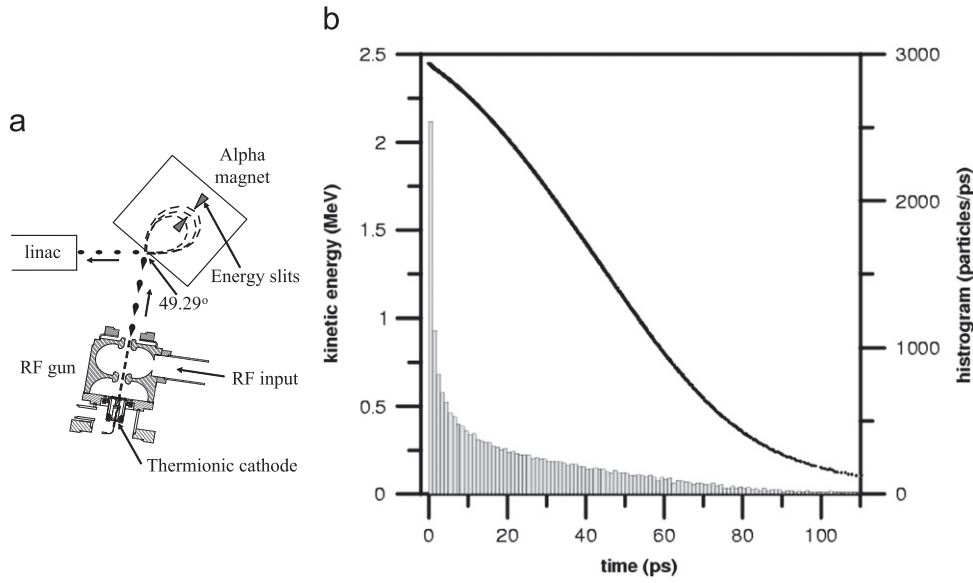 a
Alpha
magnet
linac
Energy slits
49.29°
RF gun
RF input
Thermionic cathode
b
2.5
2
1.5
1
0.5
0
kinetic energy (MeV)
3000
2000
1000
0
histrogram (particles/ps)
0 20 40 60 80 100
time (ps)